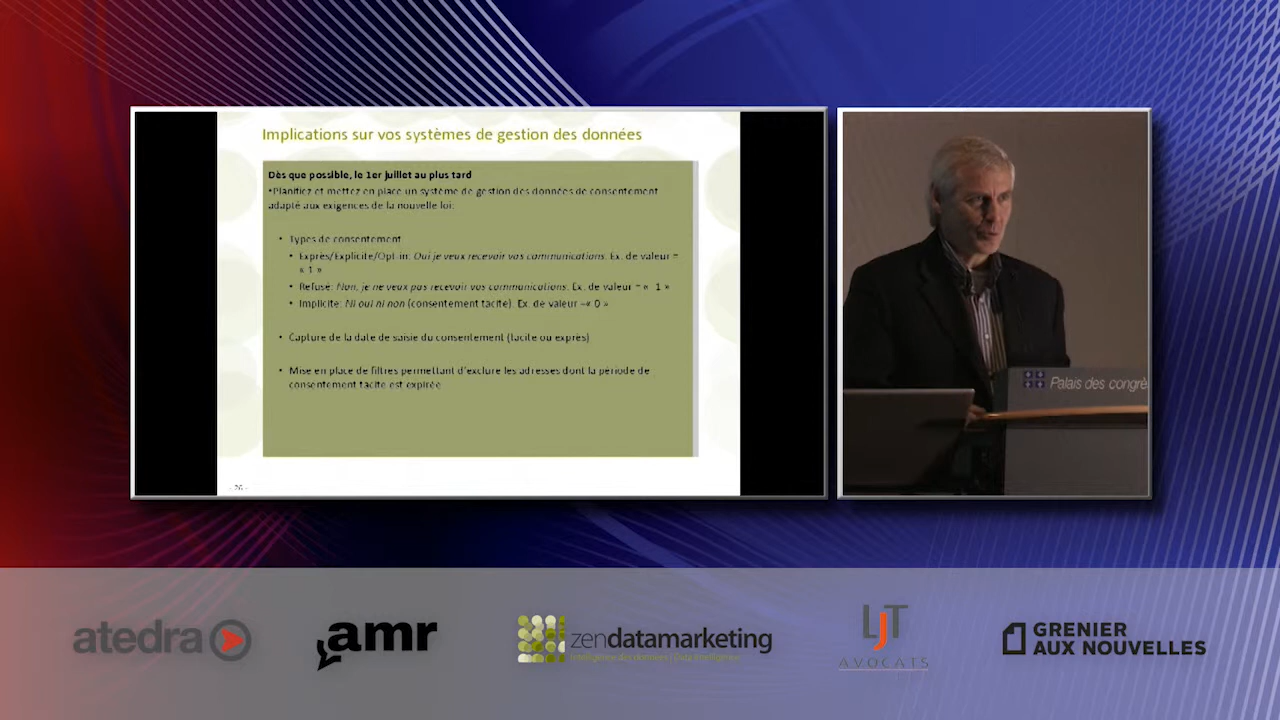 Implications sur vos systèmes de gestion des données
Dès que possible, le 1er juillet au plus tard
•Planifiez et mettez en place un système de gestion des données de consentement
adapté aux exigences de la nouvelle loi:
• Types de consentement
• Exprès/Explicite/Opt-in: Oui je veux recevoir vos communications. Ex. de valeur =
« 1 »
• Refusé: Non, je ne veux pas recevoir vos communications. Ex. de valeur = « 1 »
• Implicite: Ni oui ni non (consentement tacite). Ex. de valeur =« 0 »
• Capture de la date de saisie du consentement (tacite ou exprès)
• Mise en place de filtres permettant d'exclure les adresses dont la période de
consentement tacite est expirée
Palais des congrè
atedra
amr
zendatamarketing
Intelligence des données | Data Intelligence
LJT
AVOCATS
GRENIER
AUX NOUVELLES